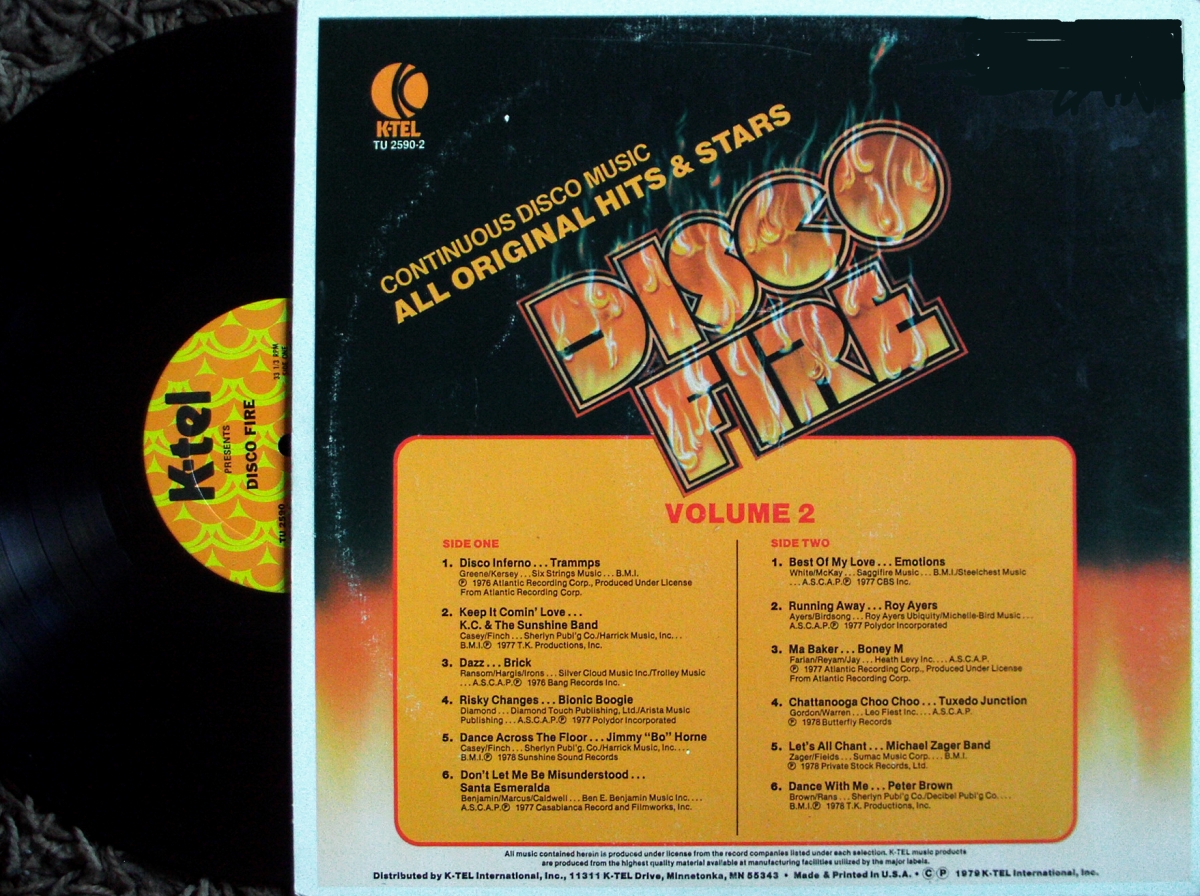 K-TEL
TU 2590-2
CONTINUOUS DISCO MUSIC
ALL ORIGINAL HITS & STARS
DISCO
FIRE
K-tel
PRESENTS
DISCO FIRE
33 1/3 RPM
SIDE ONE
TU 2590
VOLUME 2
SIDE ONE
1. Disco Inferno . . . Trammps
Greene/Kersey . . . Six Strings Music . . . B.M.I.
Ⓟ 1976 Atlantic Recording Corp., Produced Under License
From Atlantic Recording Corp.
2. Keep It Comin' Love . . .
K.C. & The Sunshine Band
Casey/Finch . . . Sherlyn Publ'g Co./Harrick Music, Inc. . .
B.M.I.Ⓟ 1977 T.K. Productions, Inc.
3. Dazz . . . Brick
Ransom/Hargis/Irons . . . Silver Cloud Music Inc./Trolley Music
. . . A.S.C.A.P.Ⓟ 1976 Bang Records Inc.
4. Risky Changes . . . Bionic Boogie
Diamond . . . Diamond Touch Publishing, Ltd./Arista Music
Publishing . . . A.S.C.A.P.Ⓟ 1977 Polydor Incorporated
5. Dance Across The Floor . . . Jimmy "Bo" Horne
Casey/Finch . . . Sherlyn Publ'g. Co./Harrick Music, Inc. . . .
B.M.I.Ⓟ 1978 Sunshine Sound Records
6. Don't Let Me Be Misunderstood . . .
Santa Esmeralda
Benjamin/Marcus/Caldwell . . . Ben E. Benjamin Music Inc. . . .
A.S.C.A.P.Ⓟ 1977 Casablanca Record and Filmworks, Inc.
SIDE TWO
1. Best Of My Love . . . Emotions
White/McKay . . . Saggifire Music . . . B.M.I./Steelchest Music
. . . A.S.C.A.P.Ⓟ 1977 CBS Inc.
2. Running Away . . . Roy Ayers
Ayers/Birdsong . . . Roy Ayers Ubiquity/Michelle-Bird Music . . .
A.S.C.A.P.Ⓟ 1977 Polydor Incorporated
3. Ma Baker . . . Boney M
Farian/Reyam/Jay . . . Heath Levy Inc. . . . A.S.C.A.P.
Ⓟ 1977 Atlantic Recording Corp., Produced Under License
From Atlantic Recording Corp.
4. Chattanooga Choo Choo . . . Tuxedo Junction
Gordon/Warren . . . Leo Fiest Inc. . . . A.S.C.A.P.
Ⓟ 1978 Butterfly Records
5. Let's All Chant . . . Michael Zager Band
Zager/Fields . . . Sumac Music Corp. . . . B.M.I.
Ⓟ 1978 Private Stock Records, Ltd.
6. Dance With Me . . . Peter Brown
Brown/Rans . . . Sherlyn Publ'g Co./Decibel Publ'g Co. . . .
B.M.I.Ⓟ 1978 T.K. Productions, Inc.
All music contained herein is produced under license from the record companies listed under each selection. K-TEL music products
are produced from the highest quality material available at manufacturing facilities utilized by the major labels.
Distributed by K-TEL International, Inc., 11311 K-TEL Drive, Minnetonka, MN 55343 • Made & Printed in U.S.A. • Ⓒ Ⓟ 1979 K-TEL International, Inc.